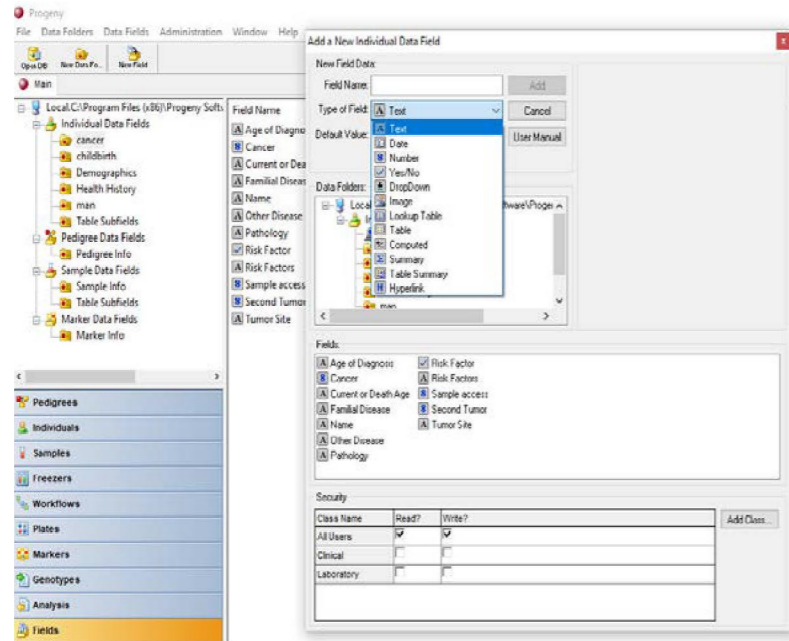 Progeny
File Data Folders Data Fields Administration Window Help
Open DB New Data Fo... New Field
Main
Local.C:\Program Files (x86)\Progeny Softw
Individual Data Fields
cancer
childbirth
Demographics
Health History
man
Table Subfields
Pedigree Data Fields
Pedigree Info
Sample Data Fields
Sample Info
Table Subfields
Marker Data Fields
Marker Info
Pedigrees
Individuals
Samples
Freezers
Workflows
Plates
Markers
Genotypes
Analysis
Fields
Field Name
Age of Diagno
Cancer
Current or Dea
Familial Diseas
Name
Other Disease
Pathology
Risk Factor
Risk Factors
Sample access
Second Tumor
Tumor Site
Add a New Individual Data Field
New Field Data:
Field Name: Add
Type of Field: Text Cancel
Default Value: User Manual
Text
Date
Number
Yes/No
DropDown
Image
Lookup Table
Table
Computed
Summary
Table Summary
Hyperlink
Data Folders:
Local
ftware\Progen
man
Fields:
Age of Diagnosis Risk Factor
Cancer Risk Factors
Current or Death Age Sample access
Familial Disease Second Tumor
Name Tumor Site
Other Disease
Pathology
Security
Class Name Read? Write? Add Class...
All Users
Clinical
Laboratory